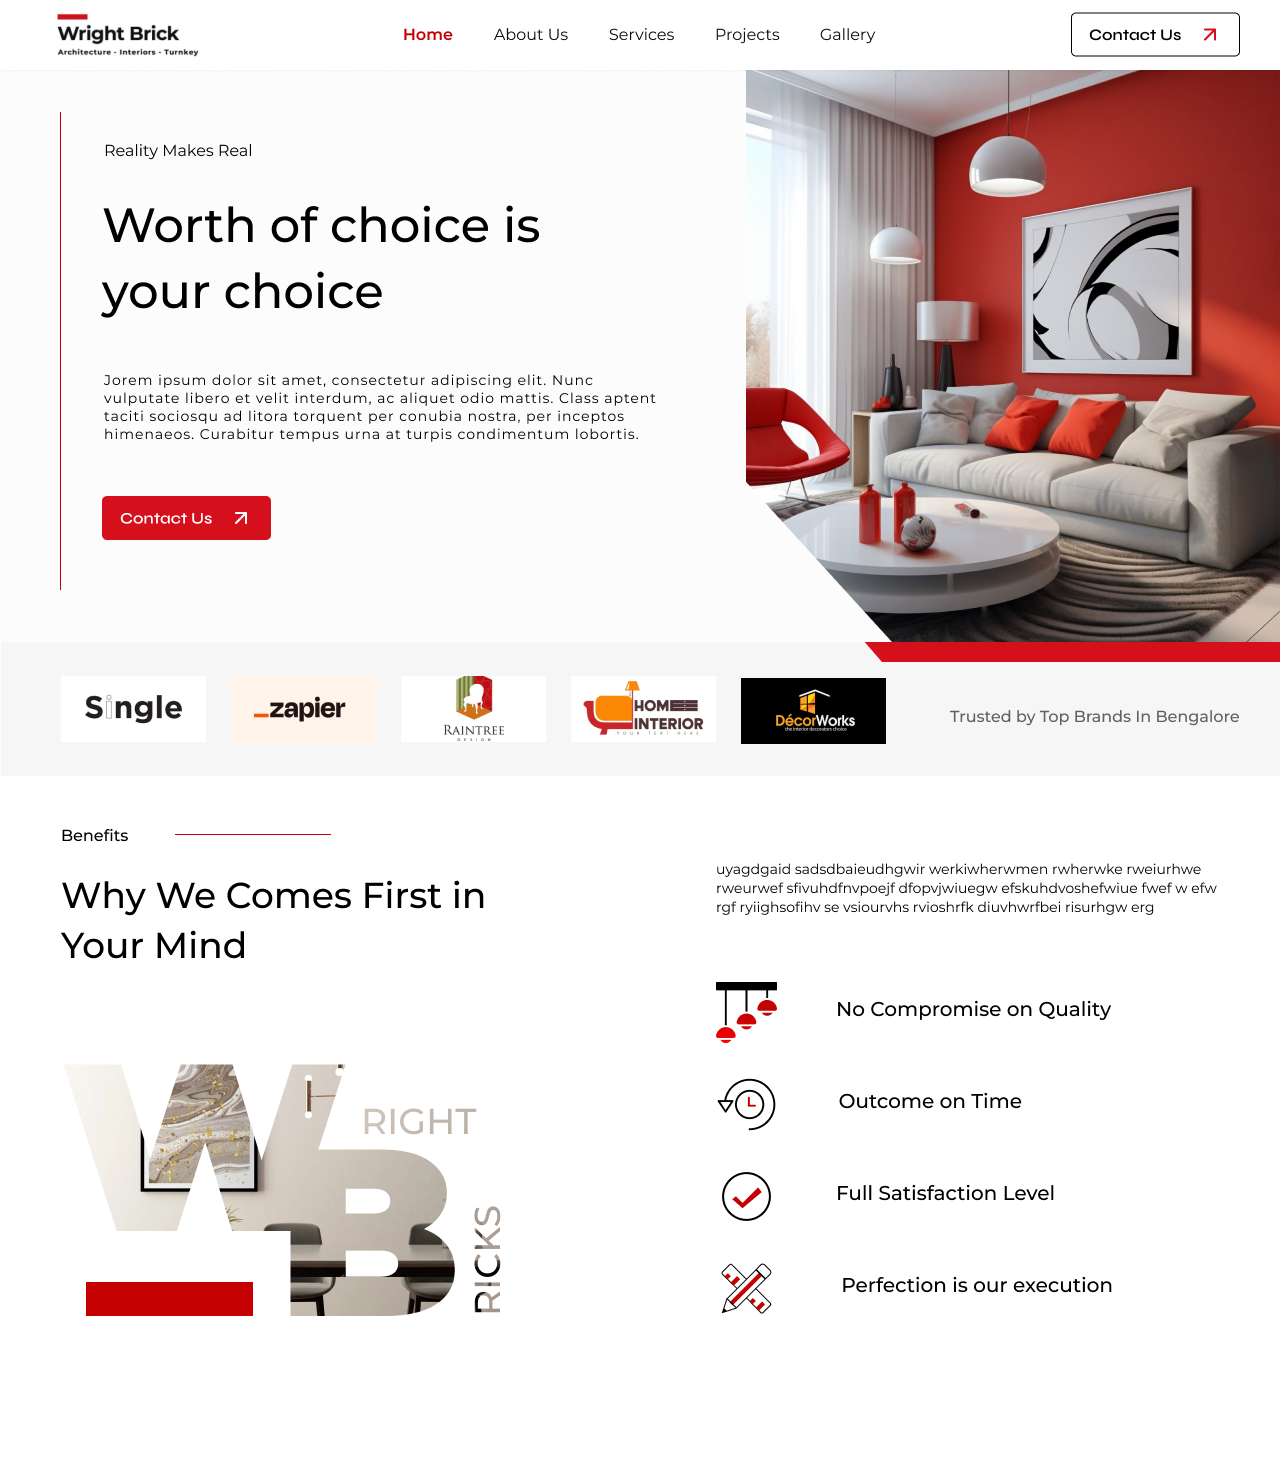 Wright Brick
Architecture - Interiors - Turnkey
Home
About Us
Services
Projects
Gallery
Contact Us
Reality Makes Real
Worth of choice is
your choice
Jorem ipsum dolor sit amet, consectetur adipiscing elit. Nunc
vulputate libero et velit interdum, ac aliquet odio mattis. Class aptent
taciti sociosqu ad litora torquent per conubia nostra, per inceptos
himenaeos. Curabitur tempus urna at turpis condimentum lobortis.
Contact Us
Single
_zapier
RAINTREE
DESIGN
HOME
INTERIOR
YOUR TEXT HERE
DécorWorks
the interior decorators choice
Trusted by Top Brands In Bengalore
Benefits
Why We Comes First in
Your Mind
uyagdgaid sadsdbaieudhgwir werkiwherwmen rwherwke rweiurhwe
rweurwef sfivuhdfnvpoejf dfopvjwiuegw efskuhdvoshefwiue fwef w efw
rgf ryiighsofihv se vsiourvhs rvioshrfk diuvhwrfbei risurhgw erg
No Compromise on Quality
Outcome on Time
Full Satisfaction Level
Perfection is our execution
W RIGHT
B RICKS